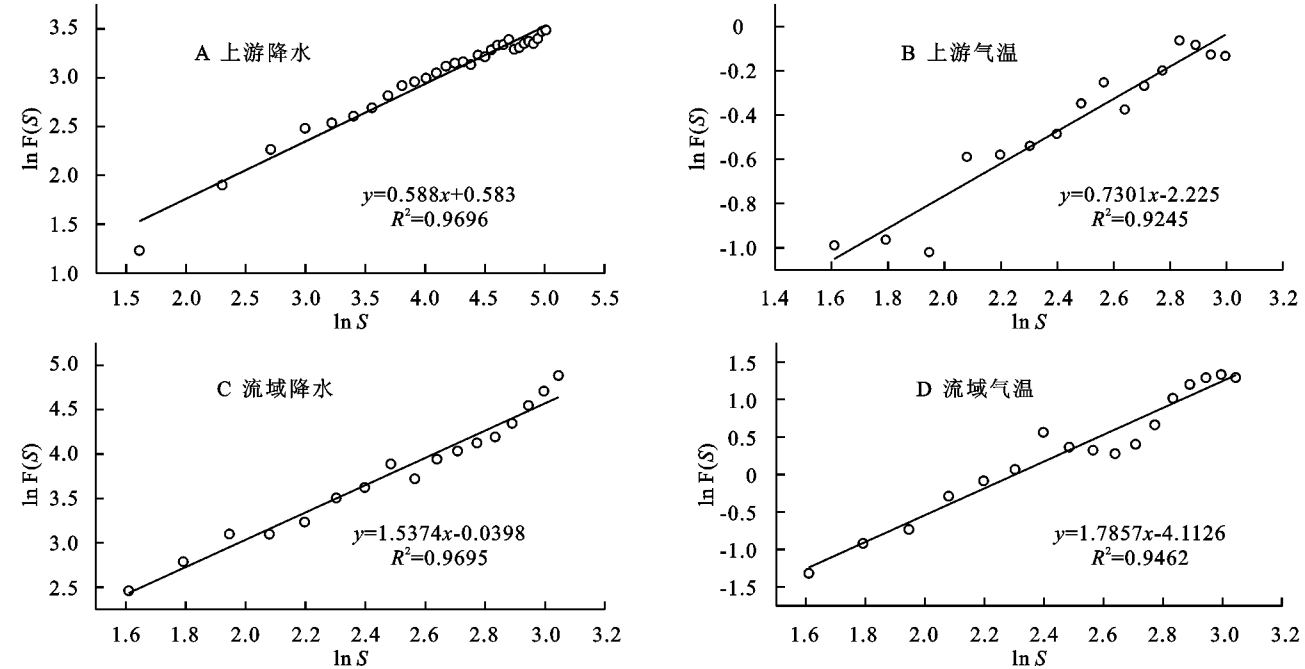 A 上游降水
3.5
3.0
2.5
2.0
1.5
1.0
ln F(S)
y=0.588x+0.583
R²=0.9696
1.5 2.0 2.5 3.0 3.5 4.0 4.5 5.0 5.5
ln S
B 上游气温
0
-0.2
-0.4
-0.6
-0.8
-1.0
ln F(S)
y=0.7301x-2.225
R²=0.9245
1.4 1.6 1.8 2.0 2.2 2.4 2.6 2.8 3.0 3.2
ln S
C 流域降水
5.0
4.5
4.0
3.5
3.0
2.5
ln F(S)
y=1.5374x-0.0398
R²=0.9695
1.6 1.8 2.0 2.2 2.4 2.6 2.8 3.0 3.2
ln S
D 流域气温
1.5
1.0
0.5
0
-0.5
-1.0
-1.5
ln F(S)
y=1.7857x-4.1126
R²=0.9462
1.6 1.8 2.0 2.2 2.4 2.6 2.8 3.0 3.2
ln S